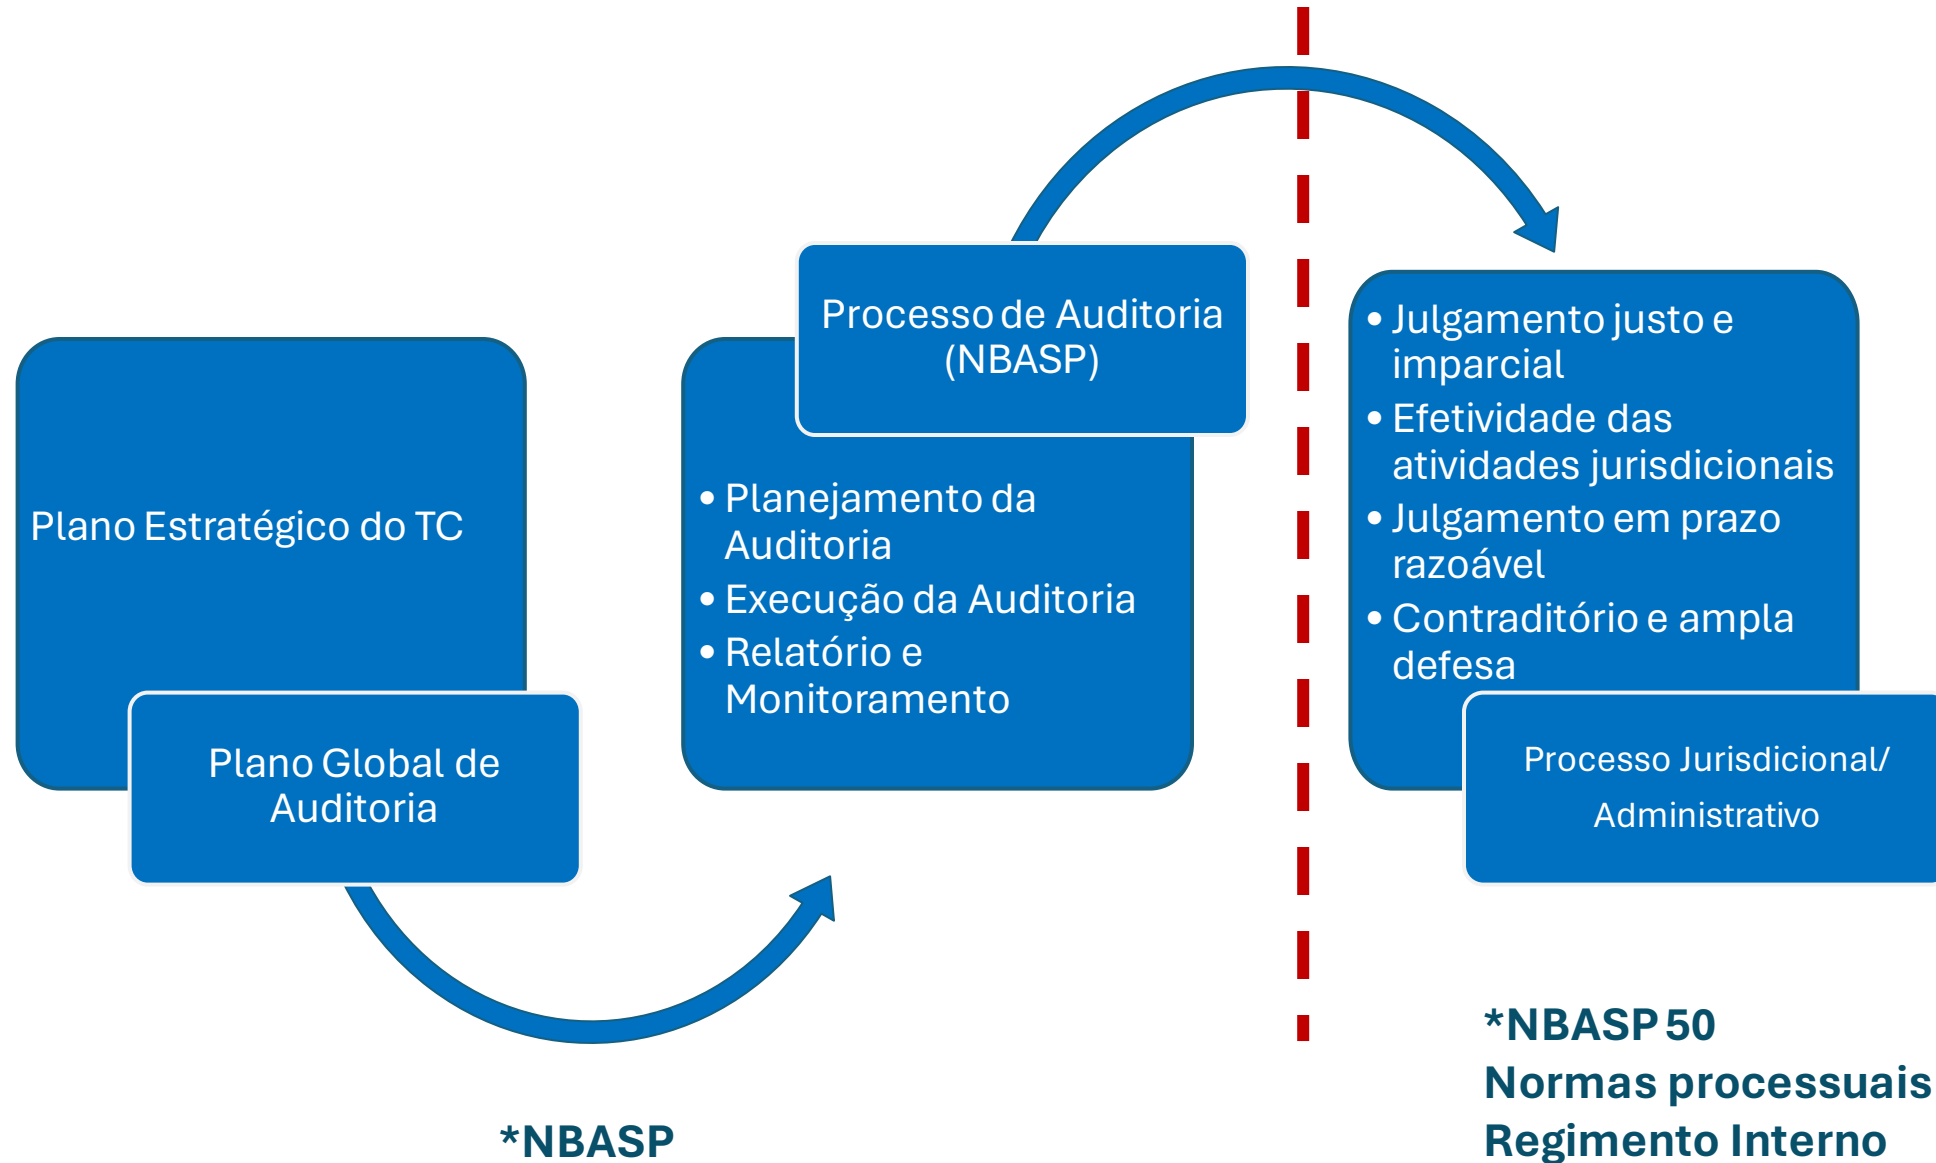 Plano Estratégico do TC
Plano Global de
Auditoria
Processo de Auditoria
(NBASP)
• Planejamento da
Auditoria
• Execução da Auditoria
• Relatório e
Monitoramento
• Julgamento justo e
imparcial
• Efetividade das
atividades jurisdicionais
• Julgamento em prazo
razoável
• Contraditório e ampla
defesa
Processo Jurisdicional/
Administrativo
*NBASP
*NBASP 50
Normas processuais
Regimento Interno